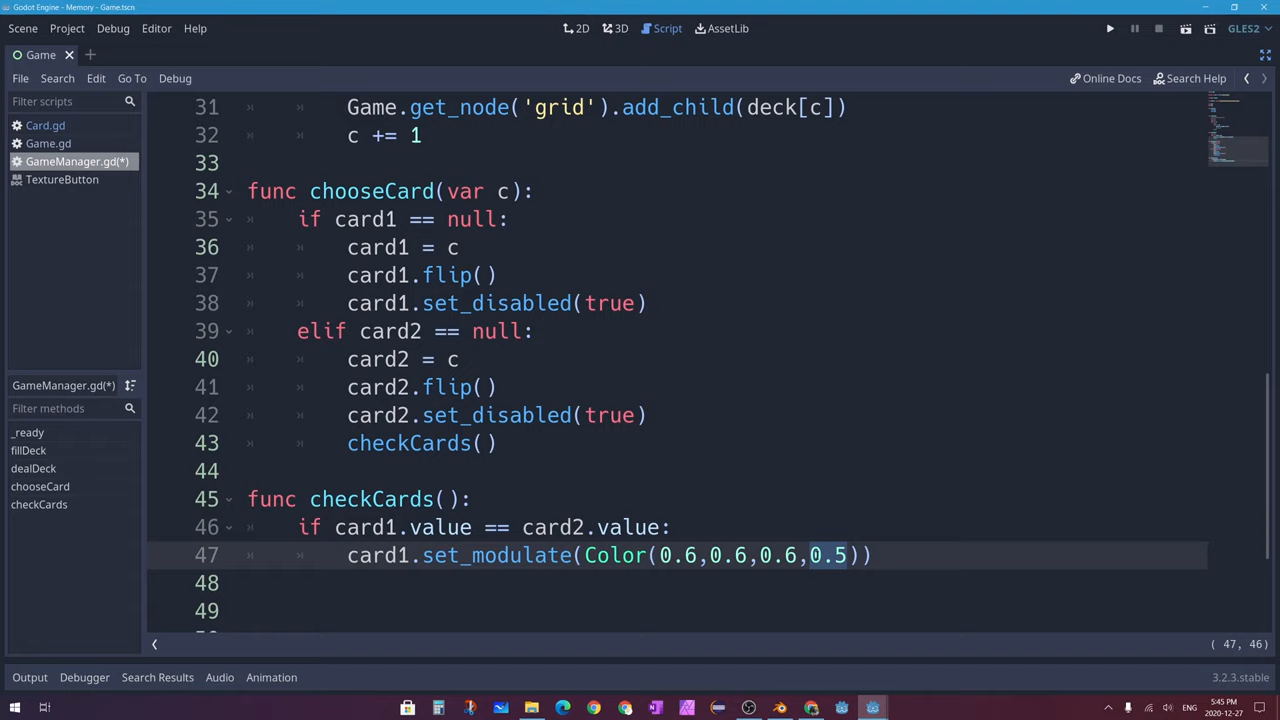 Godot Engine - Memory - Game.tscn
Scene Project Debug Editor Help
2D 3D Script AssetLib
GLES2
Game
File Search Edit Go To Debug
Online Docs Search Help
Filter scripts
Card.gd
Game.gd
GameManager.gd(*)
TextureButton
GameManager.gd(*)
Filter methods
_ready
fillDeck
dealDeck
chooseCard
checkCards
31 Game.get_node('grid').add_child(deck[c])
32 c += 1
33
34 func chooseCard(var c):
35 if card1 == null:
36 card1 = c
37 card1.flip()
38 card1.set_disabled(true)
39 elif card2 == null:
40 card2 = c
41 card2.flip()
42 card2.set_disabled(true)
43 checkCards()
44
45 func checkCards():
46 if card1.value == card2.value:
47 card1.set_modulate(Color(0.6,0.6,0.6,0.5))
48
49
( 47, 46)
Output Debugger Search Results Audio Animation
3.2.3.stable
5:45 PM
2020-12-27